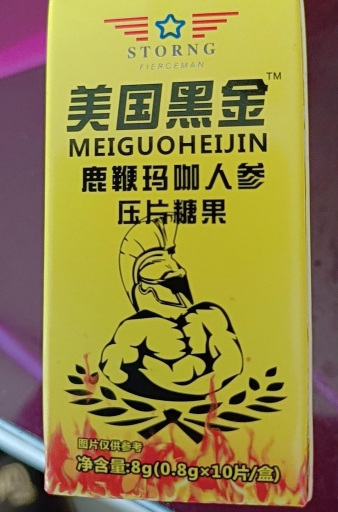 STORNG
FIERCEMAN
美国黑金™
MEIGUOHEIJIN
鹿鞭玛咖人参
压片糖果
图片仅供参考
净含量:8g(0.8g×10片/盒)